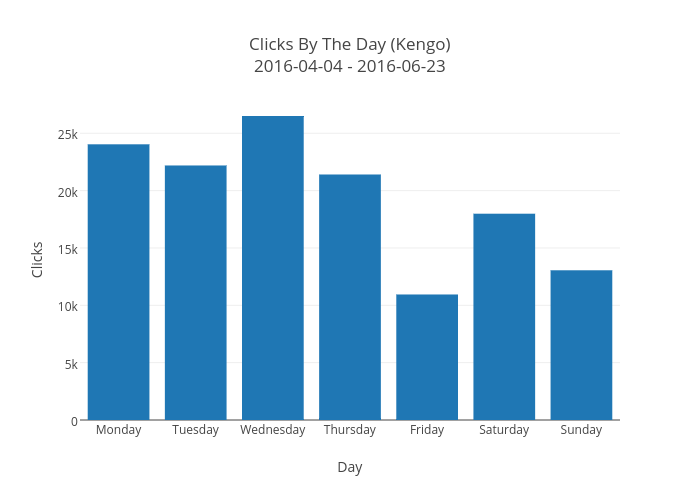 Clicks By The Day (Kengo)
2016-04-04 - 2016-06-23
25k
20k
15k
10k
5k
0
Clicks
Monday Tuesday Wednesday Thursday Friday Saturday Sunday
Day